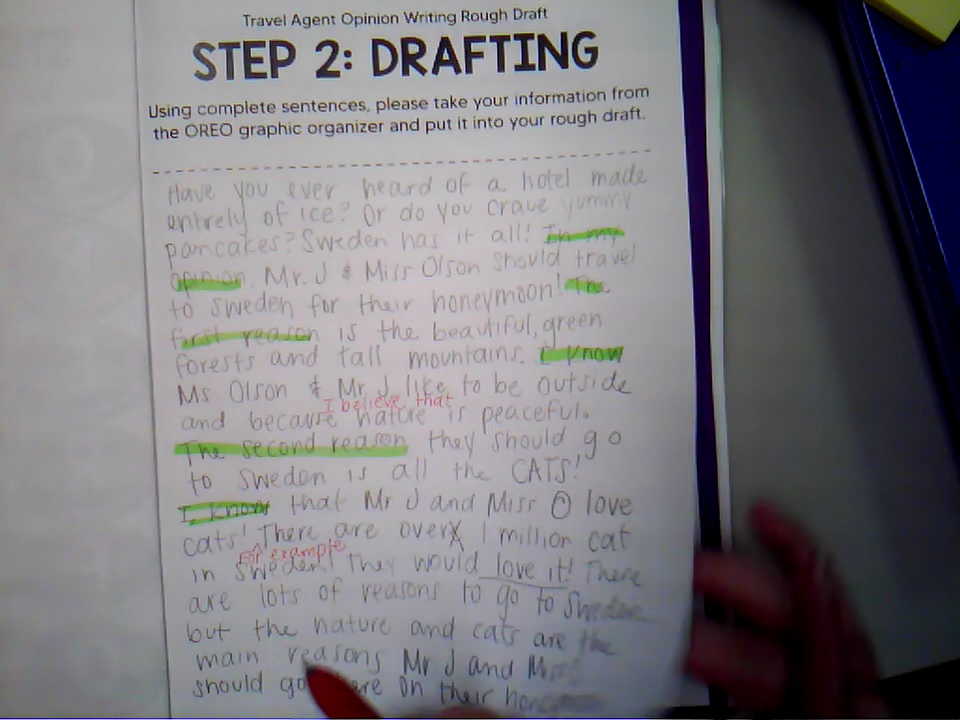 Travel Agent Opinion Writing Rough Draft
STEP 2: DRAFTING
Using complete sentences, please take your information from
the OREO graphic organizer and put it into your rough draft.
Have you ever heard of a hotel made
entirely of ice? Or do you crave yummy
pancakes? Sweden has it all! In my
opinion, Mr. J & Miss Olson should travel
to sweden for their honeymoon! The
first reason is the beautiful, green
forests and tall mountains. I know
Ms Olson & Mr. J like to be outside
I believe that
and because nature is peaceful.
The second reason they should go
to Sweden is all the CATS!
I know that Mr J and Miss O love
cats! There are over 1 million cat
For example
in Sweden! they would love it! There
are lots of reasons to go to Sweden
but the nature and cats are the
main reasons Mr J and
should go on their